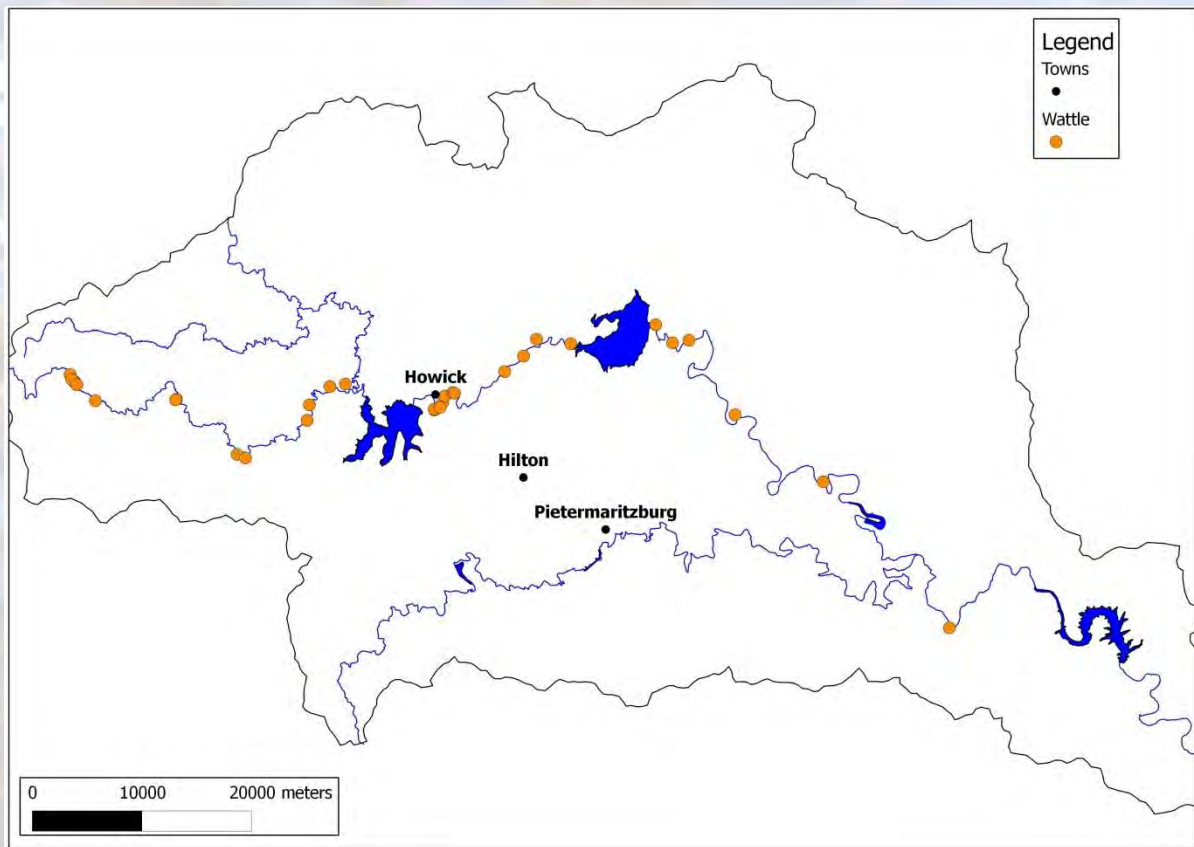 Legend
Towns
Wattle
Howick
Hilton
Pietermaritzburg
0 10000 20000 meters